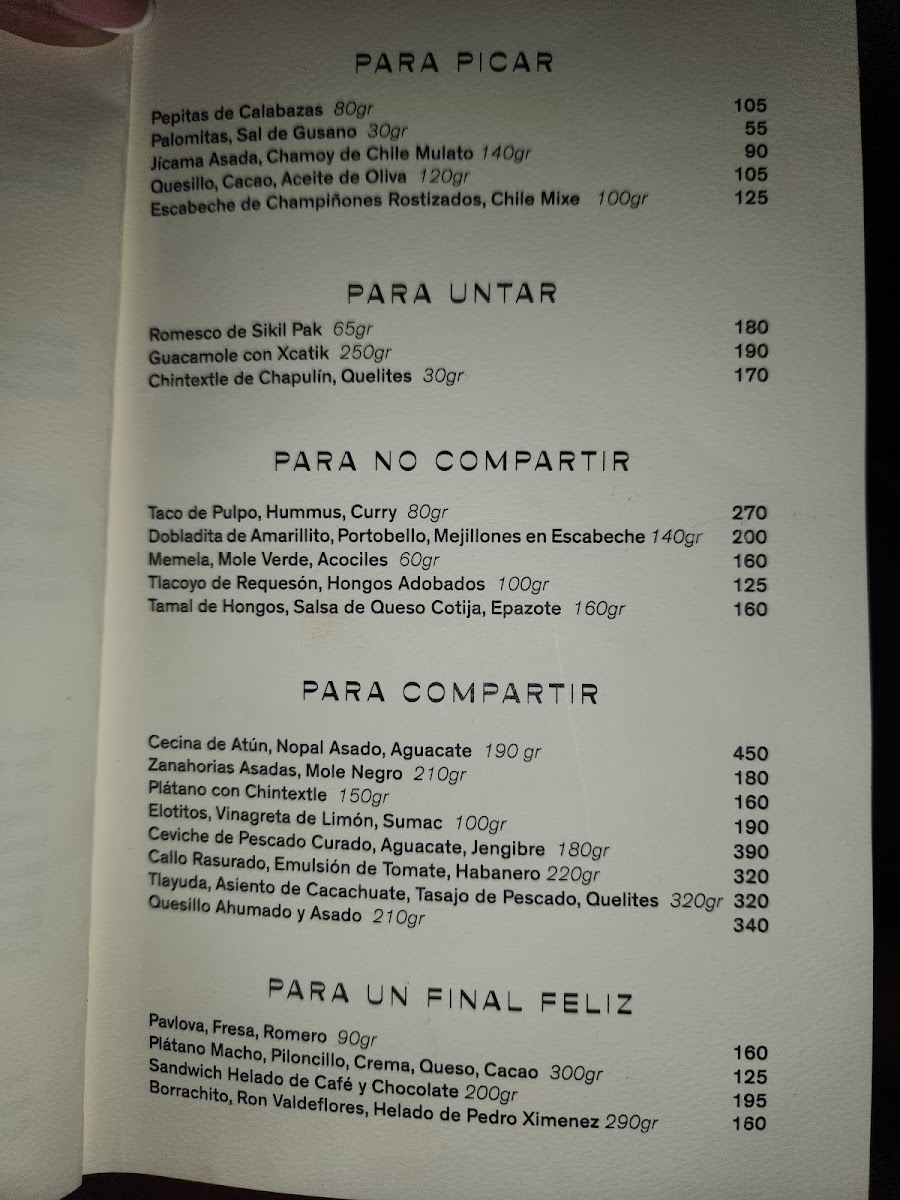 PARA PICAR
Pepitas de Calabazas 80gr 105
Palomitas, Sal de Gusano 30gr 55
Jícama Asada, Chamoy de Chile Mulato 140gr 90
Quesillo, Cacao, Aceite de Oliva 120gr 105
Escabeche de Champiñones Rostizados, Chile Mixe 100gr 125
PARA UNTAR
Romesco de Sikil Pak 65gr 180
Guacamole con Xcatik 250gr 190
Chintextle de Chapulín, Quelites 30gr 170
PARA NO COMPARTIR
Taco de Pulpo, Hummus, Curry 80gr 270
Dobladita de Amarillito, Portobello, Mejillones en Escabeche 140gr 200
Memela, Mole Verde, Acociles 60gr 160
Tlacoyo de Requesón, Hongos Adobados 100gr 125
Tamal de Hongos, Salsa de Queso Cotija, Epazote 160gr 160
PARA COMPARTIR
Cecina de Atún, Nopal Asado, Aguacate 190 gr 450
Zanahorias Asadas, Mole Negro 210gr 180
Plátano con Chintextle 150gr 160
Elotitos, Vinagreta de Limón, Sumac 100gr 190
Ceviche de Pescado Curado, Aguacate, Jengibre 180gr 390
Callo Rasurado, Emulsión de Tomate, Habanero 220gr 320
Tlayuda, Asiento de Cacachuate, Tasajo de Pescado, Quelites 320gr 320
Quesillo Ahumado y Asado 210gr 340
PARA UN FINAL FELIZ
Pavlova, Fresa, Romero 90gr 160
Plátano Macho, Piloncillo, Crema, Queso, Cacao 300gr 125
Sandwich Helado de Café y Chocolate 200gr 195
Borrachito, Ron Valdeflores, Helado de Pedro Ximenez 290gr 160